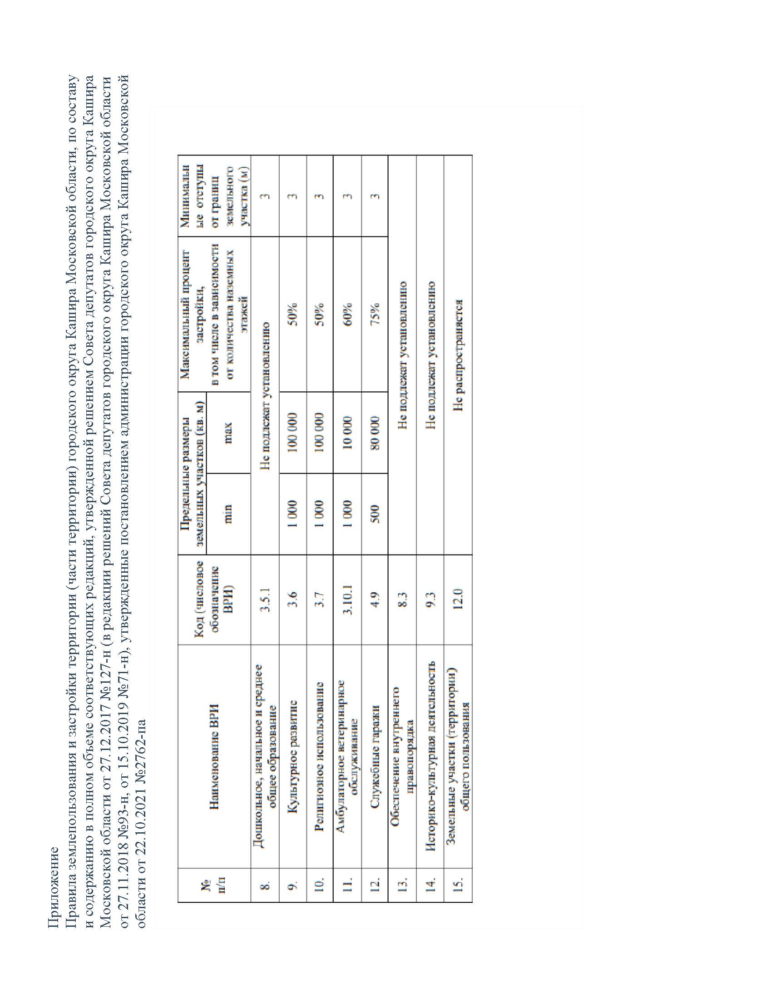 Приложение
Правила землепользования и застройки территории (части территории) городского округа Кашира Московской области, по составу
и содержанию в полном объеме соответствующих редакций, утвержденной решением Совета депутатов городского округа Кашира
Московской области от 27.12.2017 №127-н (в редакции решений Совета депутатов городского округа Кашира Московской области
от 27.11.2018 №93-н, от 15.10.2019 №71-н), утвержденные постановлением администрации городского округа Кашира Московской
области от 22.10.2021 №2762-па
№
п/п
Наименование ВРИ
Код (числовое
обозначение
ВРИ)
Предельные размеры
земельных участков (кв. м)
min
max
Максимальный процент
застройки,
в том числе в зависимости
от количества наземных
этажей
Минимальн
ые отступы
от границ
земельного
участка (м)
8.
Дошкольное, начальное и среднее
общее образование
3.5.1
Не подлежат установлению
3
9.
Культурное развитие
3.6
1 000
100 000
50%
3
10.
Религиозное использование
3.7
1 000
100 000
50%
3
11.
Амбулаторное ветеринарное
обслуживание
3.10.1
1 000
10 000
60%
3
12.
Служебные гаражи
4.9
500
80 000
75%
3
13.
Обеспечение внутреннего
правопорядка
8.3
Не подлежат установлению
14.
Историко-культурная деятельность
9.3
Не подлежат установлению
15.
Земельные участки (территории)
общего пользования
12.0
Не распространяется